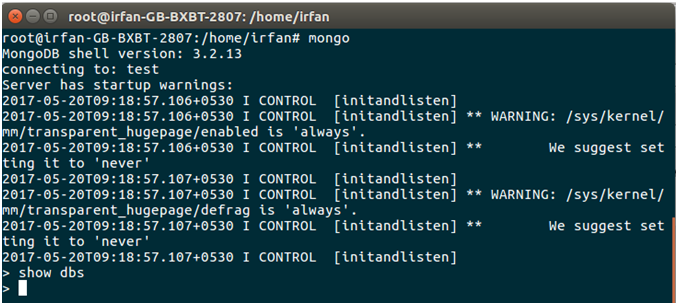 root@irfan-GB-BXBT-2807: /home/irfan
root@irfan-GB-BXBT-2807:/home/irfan# mongo
MongoDB shell version: 3.2.13
connecting to: test
Server has startup warnings:
2017-05-20T09:18:57.106+0530 I CONTROL  [initandlisten]
2017-05-20T09:18:57.106+0530 I CONTROL  [initandlisten] ** WARNING: /sys/kernel/
mm/transparent_hugepage/enabled is 'always'.
2017-05-20T09:18:57.106+0530 I CONTROL  [initandlisten] **        We suggest set
ting it to 'never'
2017-05-20T09:18:57.107+0530 I CONTROL  [initandlisten]
2017-05-20T09:18:57.107+0530 I CONTROL  [initandlisten] ** WARNING: /sys/kernel/
mm/transparent_hugepage/defrag is 'always'.
2017-05-20T09:18:57.107+0530 I CONTROL  [initandlisten] **        We suggest set
ting it to 'never'
2017-05-20T09:18:57.107+0530 I CONTROL  [initandlisten]
> show dbs
>